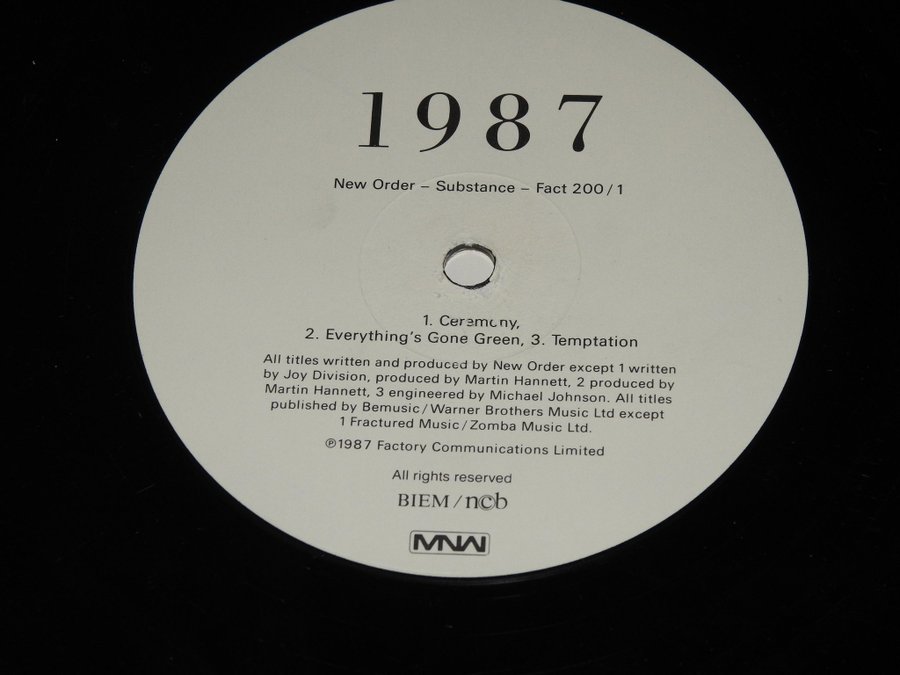 1987
New Order – Substance – Fact 200/1
1. Ceremony,
2. Everything's Gone Green, 3. Temptation
All titles written and produced by New Order except 1 written
by Joy Division, produced by Martin Hannett, 2 produced by
Martin Hannett, 3 engineered by Michael Johnson. All titles
published by Bemusic/Warner Brothers Music Ltd except
1 Fractured Music/Zomba Music Ltd.
℗1987 Factory Communications Limited
All rights reserved
BIEM/n©b
MNW